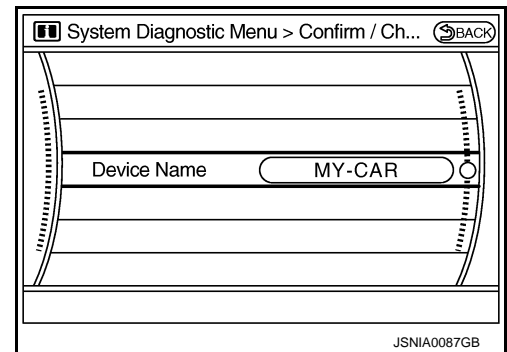 System Diagnostic Menu > Confirm / Ch... BACK
Device Name MY-CAR
JSNIA0087GB